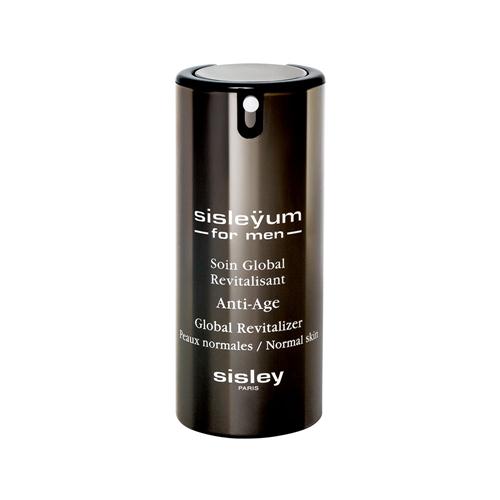 sisleÿum
for men
Soin Global
Revitalisant
Anti-Age
Global Revitalizer
Peaux normales / Normal skin
sisley
PARIS